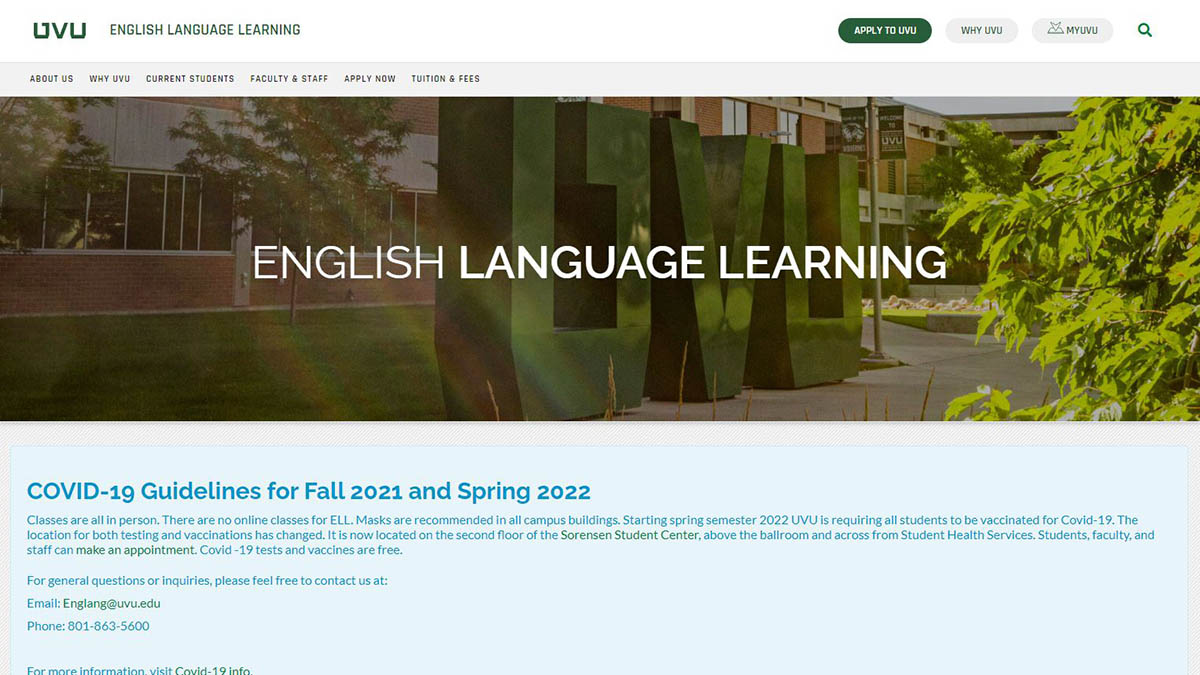 UVU ENGLISH LANGUAGE LEARNING APPLY TO UVU WHY UVU MYUVU
ABOUT US WHY UVU CURRENT STUDENTS FACULTY & STAFF APPLY NOW TUITION & FEES
WELCOME
TO
UVU
UVU
ENGLISH LANGUAGE LEARNING
COVID-19 Guidelines for Fall 2021 and Spring 2022
Classes are all in person. There are no online classes for ELL. Masks are recommended in all campus buildings. Starting spring semester 2022 UVU is requiring all students to be vaccinated for Covid-19. The
location for both testing and vaccinations has changed. It is now located on the second floor of the Sorensen Student Center, above the ballroom and across from Student Health Services. Students, faculty, and
staff can make an appointment. Covid -19 tests and vaccines are free.
For general questions or inquiries, please feel free to contact us at:
Email: Englang@uvu.edu
Phone: 801-863-5600
For more information, visit Covid-19 info.